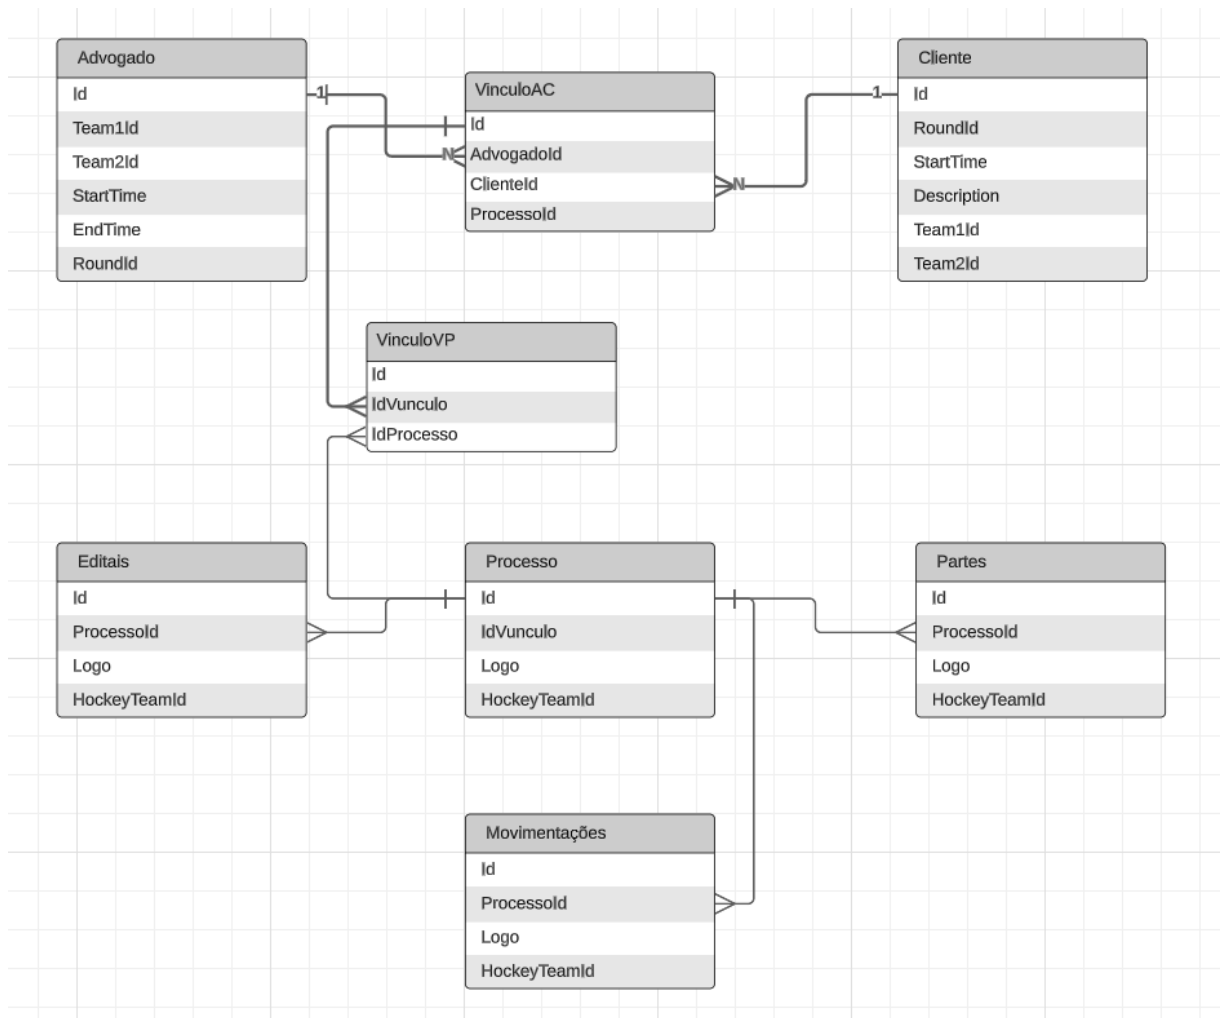 Advogado
Id
Team1Id
Team2Id
StartTime
EndTime
RoundId
1
N
VinculoAC
Id
AdvogadoId
ClienteId
ProcessoId
N
1
Cliente
Id
RoundId
StartTime
Description
Team1Id
Team2Id
VinculoVP
Id
IdVunculo
IdProcesso
Editais
Id
ProcessoId
Logo
HockeyTeamId
Processo
Id
IdVunculo
Logo
HockeyTeamId
Partes
Id
ProcessoId
Logo
HockeyTeamId
Movimentações
Id
ProcessoId
Logo
HockeyTeamId